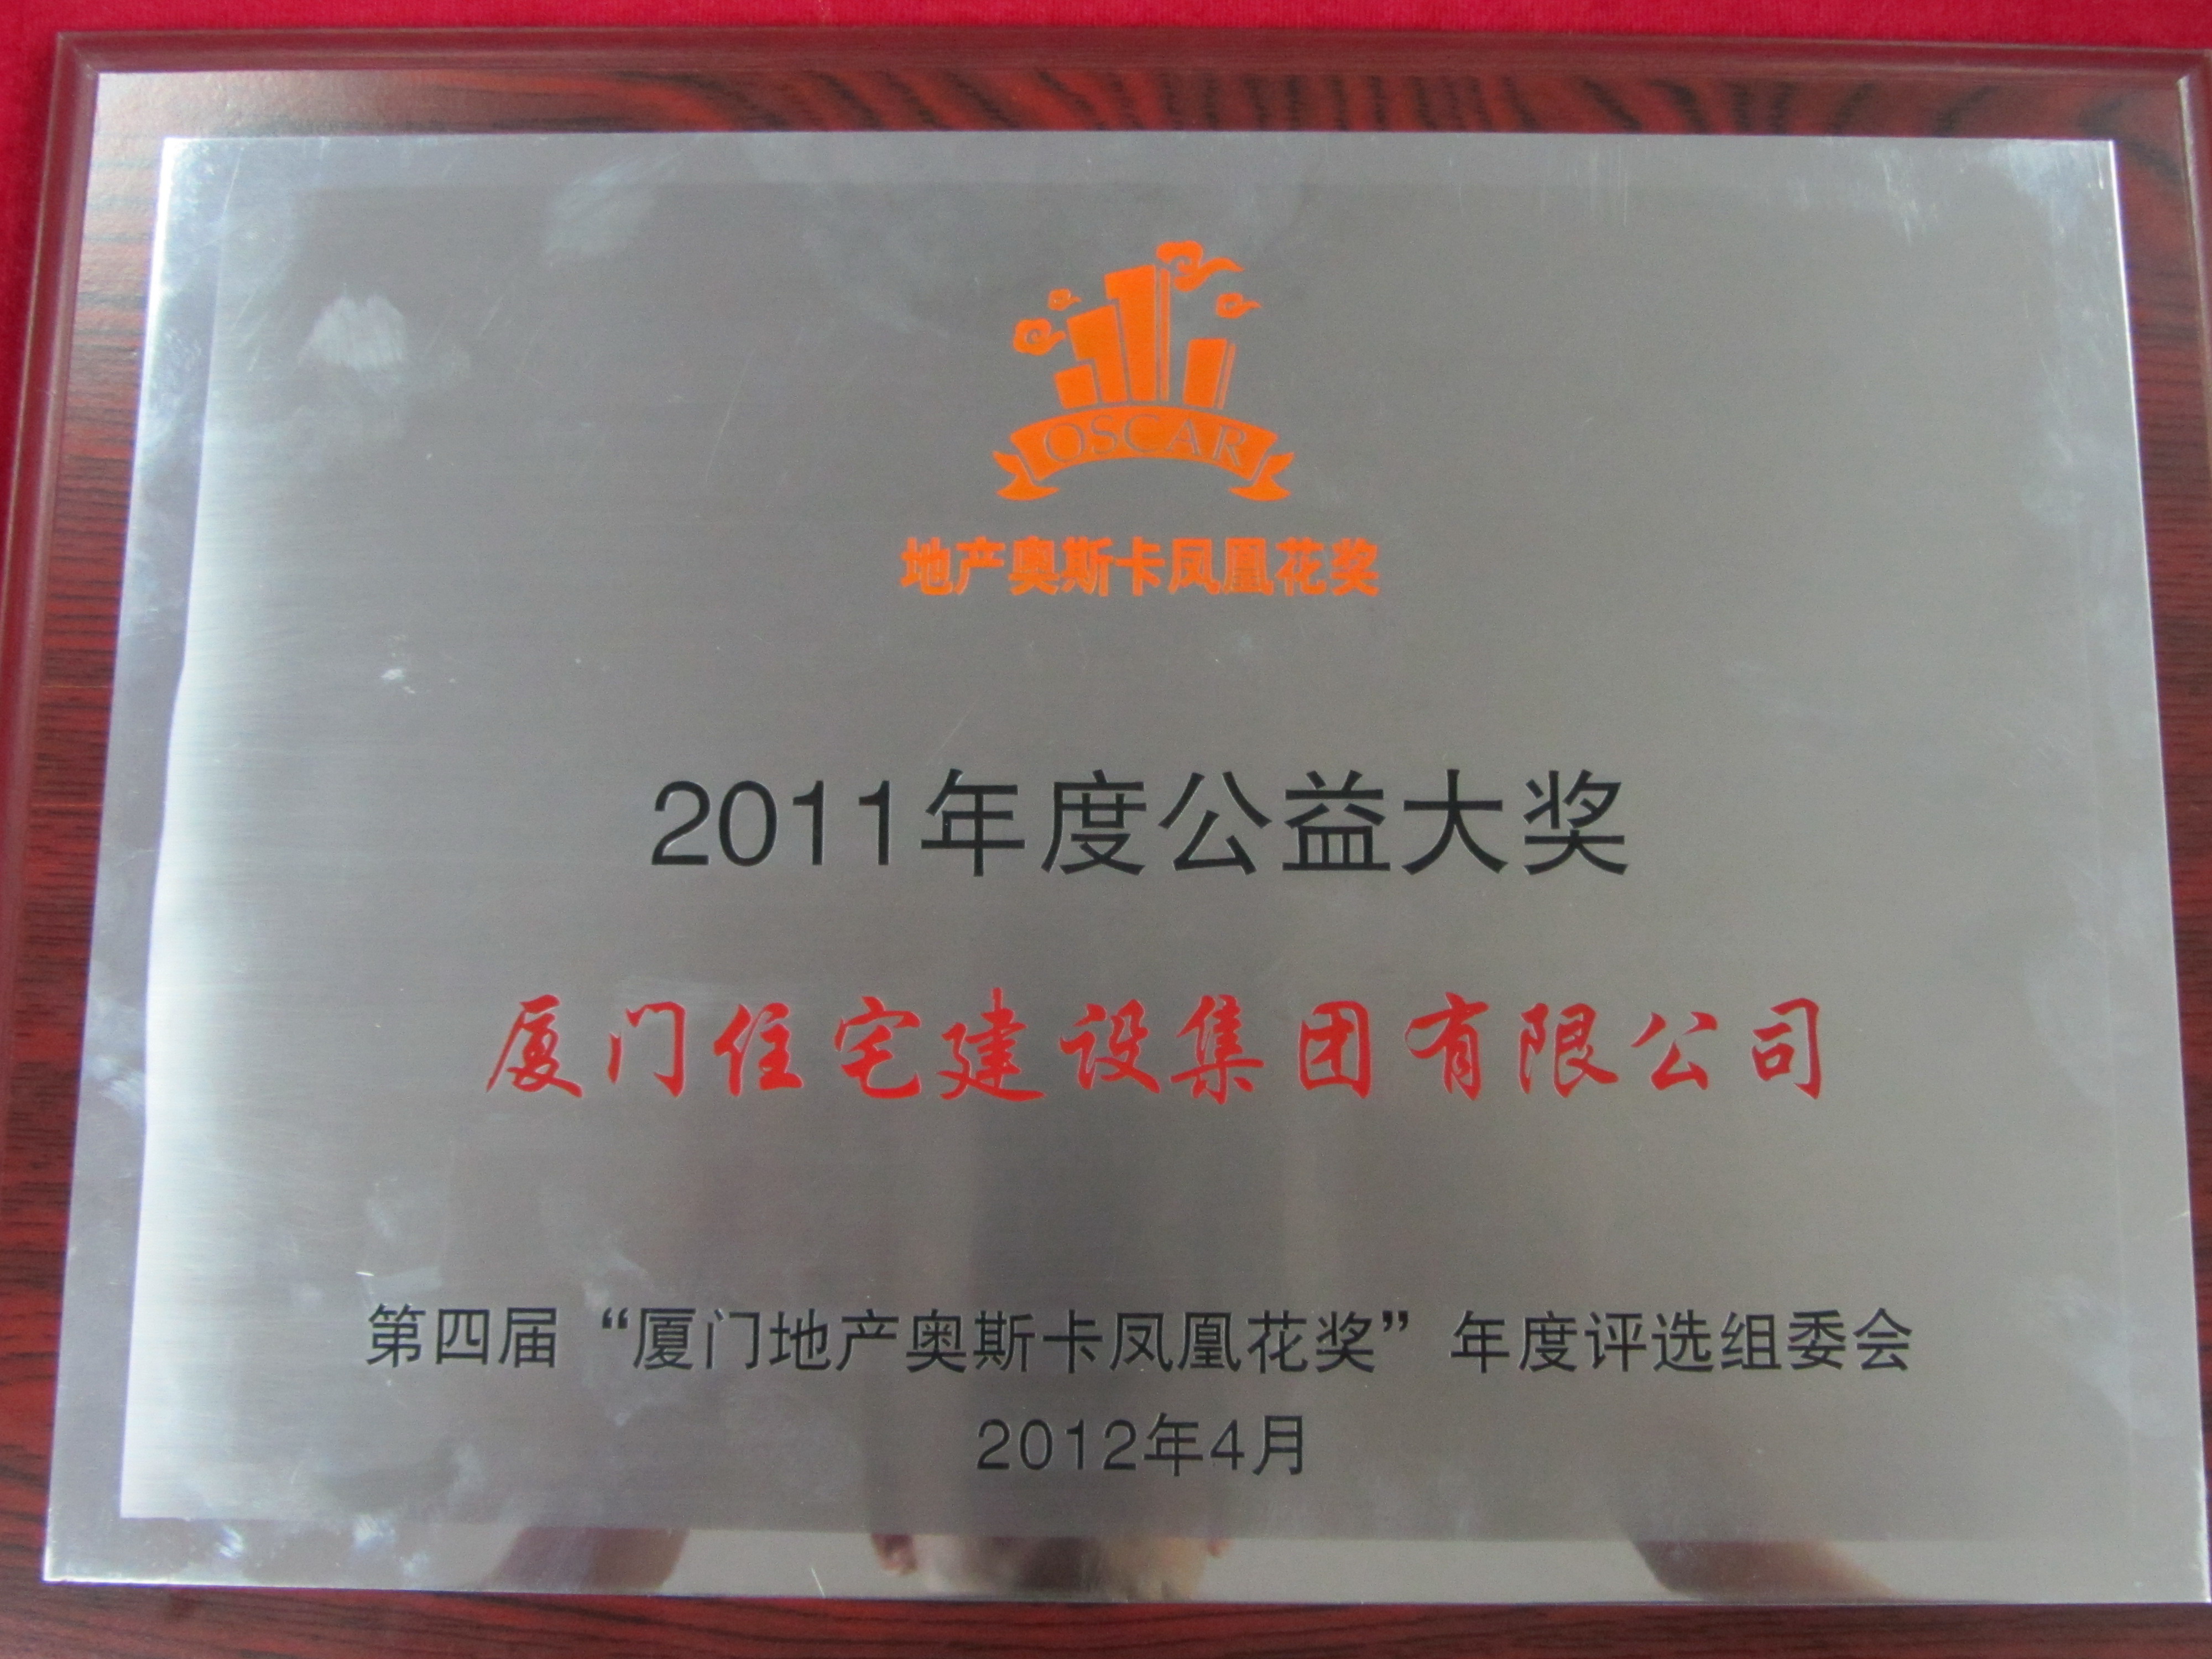 OSCAR
地产奥斯卡凤凰花奖
2011年度公益大奖
厦门住宅建设集团有限公司
第四届“厦门地产奥斯卡凤凰花奖”年度评选组委会
2012年4月